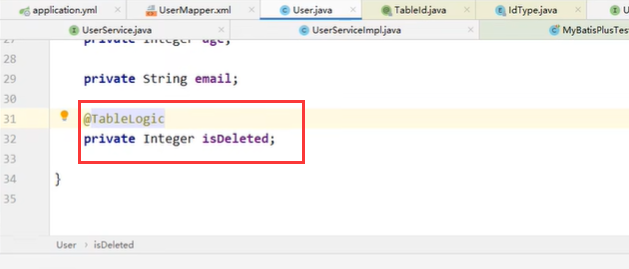 application.yml × UserMapper.xml × User.java × TableId.java × IdType.java × U
UserService.java × UserServiceImpl.java × MyBatisPlusTes
27 private Integer age;
28
29 private String email;
30
31 @TableLogic
32 private Integer isDeleted;
33
34 }
35
User › isDeleted